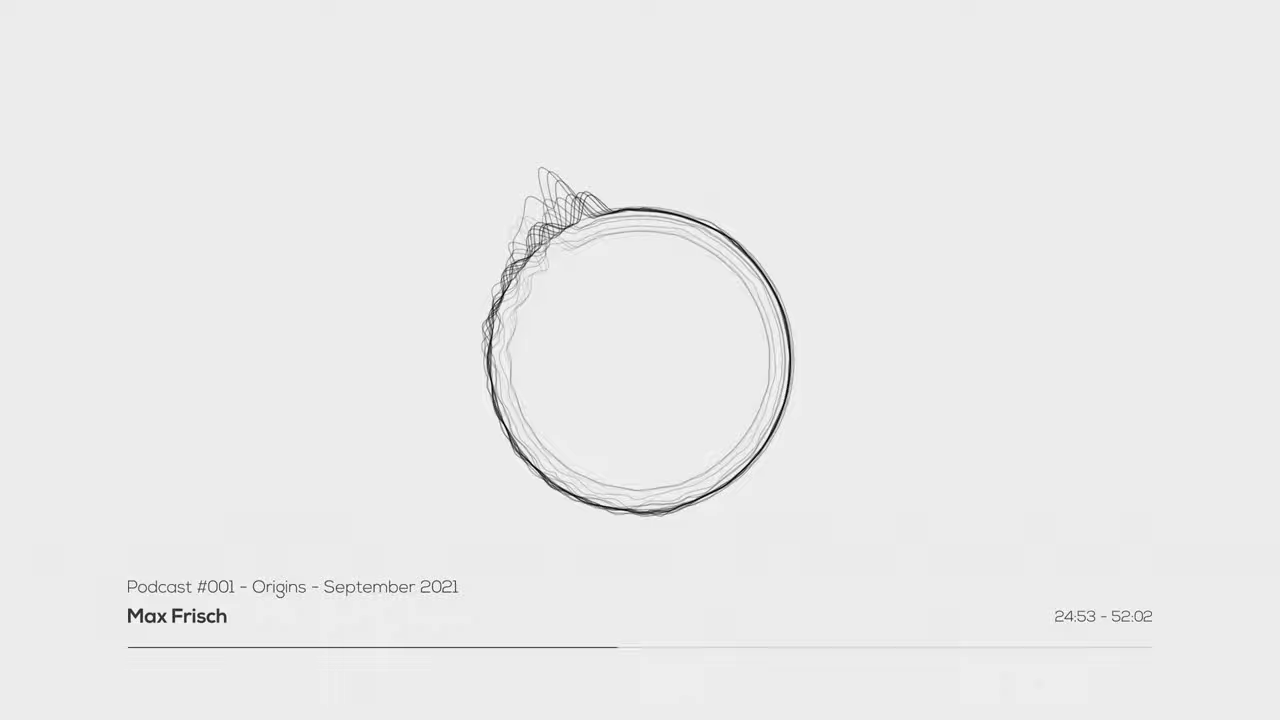 Podcast #001 - Origins - September 2021
Max Frisch
24:53 - 52:02